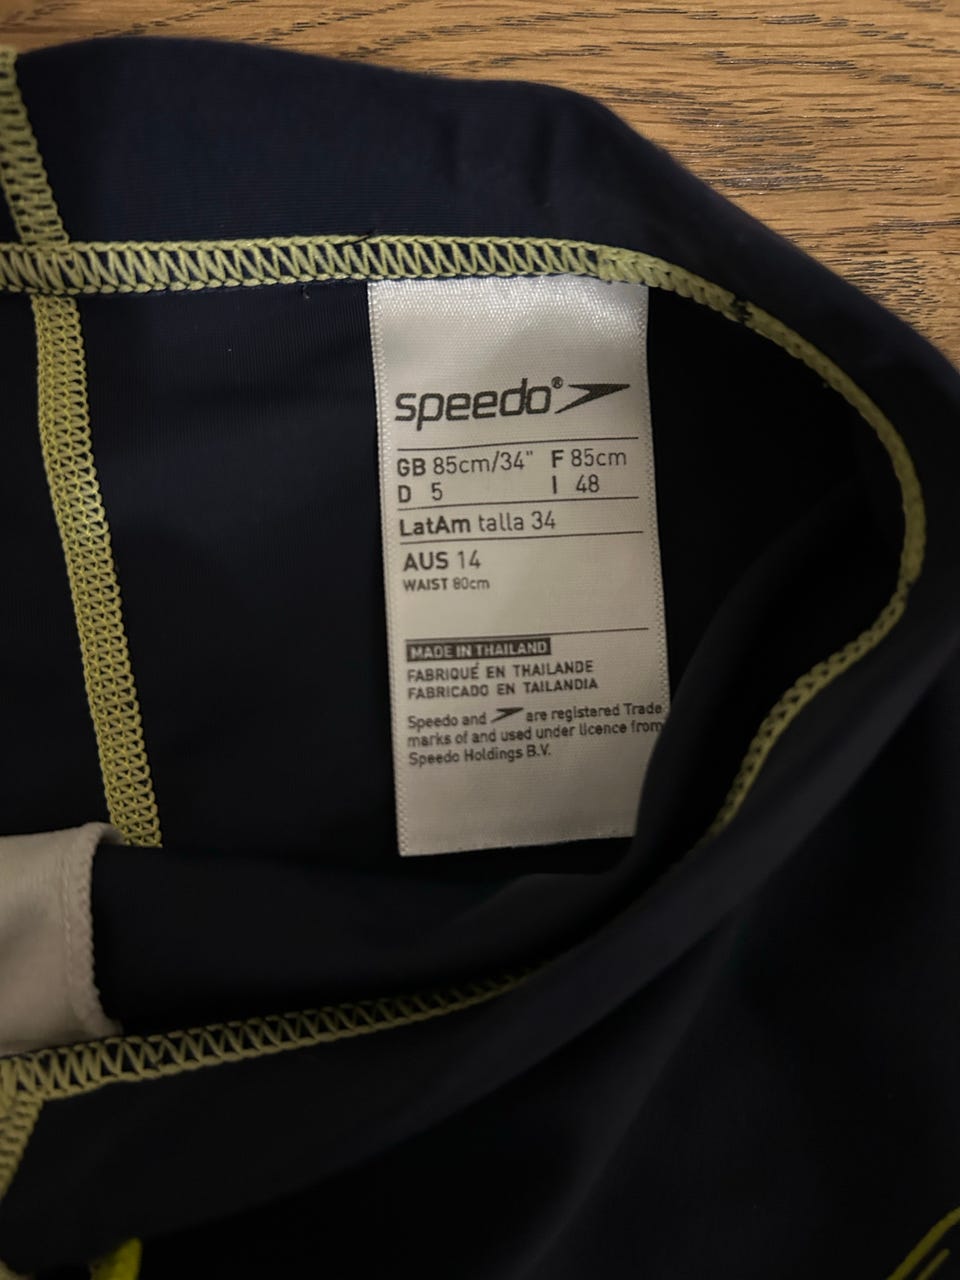 speedo®
GB 85cm/34" F 85cm
D 5 I 48
LatAm talla 34
AUS 14
WAIST 80cm
MADE IN THAILAND
FABRIQUÉ EN THAILANDE
FABRICADO EN TAILANDIA
Speedo and are registered Trade
marks of and used under licence from
Speedo Holdings B.V.